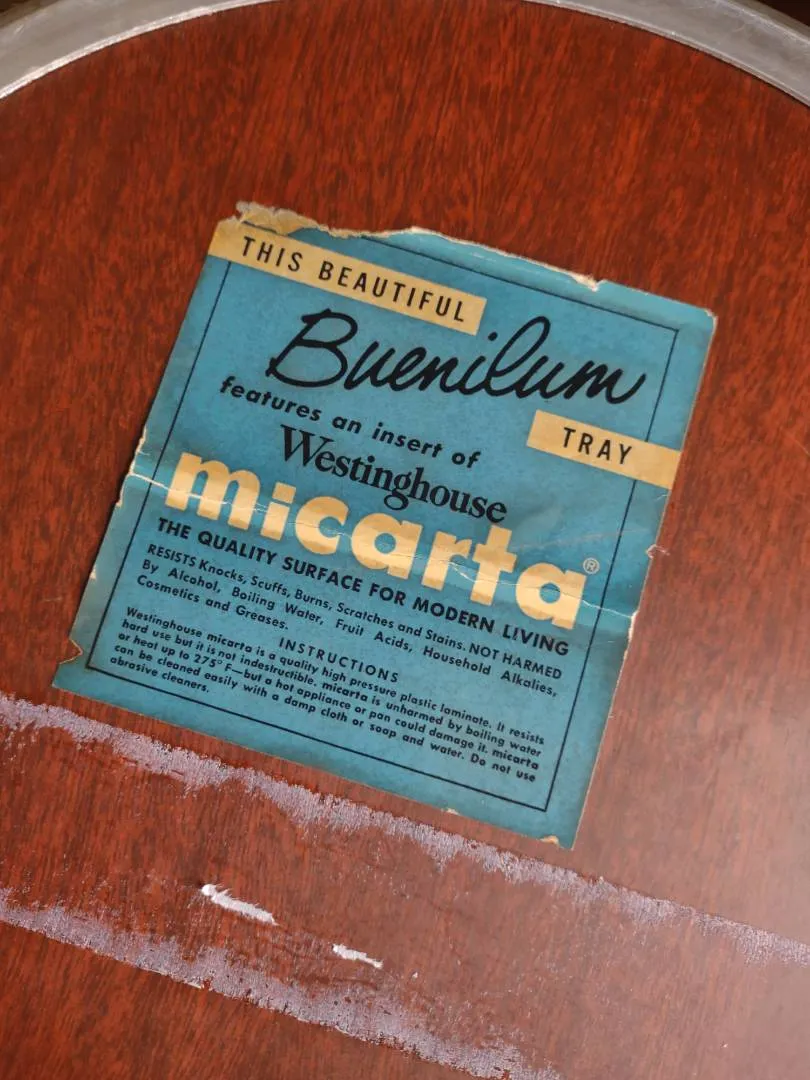 THIS BEAUTIFUL
Buenilum
TRAY
features an insert of
Westinghouse
micarta®
THE QUALITY SURFACE FOR MODERN LIVING
RESISTS Knocks, Scuffs, Burns, Scratches and Stains. NOT HARMED
By Alcohol, Boiling Water, Fruit Acids, Household Alkalies,
Cosmetics and Greases.
INSTRUCTIONS
Westinghouse micarta is a quality high pressure plastic laminate. It resists
hard use but it is not indestructible. micarta is unharmed by boiling water
or heat up to 275° F—but a hot appliance or pan could damage it. micarta
can be cleaned easily with a damp cloth or soap and water. Do not use
abrasive cleaners.